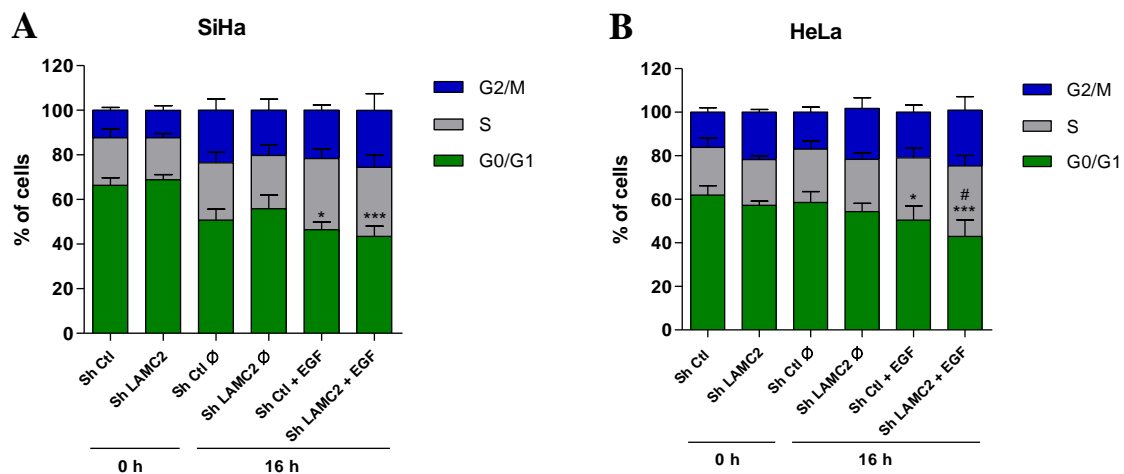 A
SiHa
% of cells
120
100
80
60
40
20
0
*
***
G2/M
S
G0/G1
Sh Ctl
Sh LAMC2
Sh Ctl Ø
Sh LAMC2 Ø
Sh Ctl + EGF
Sh LAMC2 + EGF
0 h
16 h
B
HeLa
% of cells
120
100
80
60
40
20
0
*
#
***
G2/M
S
G0/G1
Sh Ctl
Sh LAMC2
Sh Ctl Ø
Sh LAMC2 Ø
Sh Ctl + EGF
Sh LAMC2 + EGF
0 h
16 h